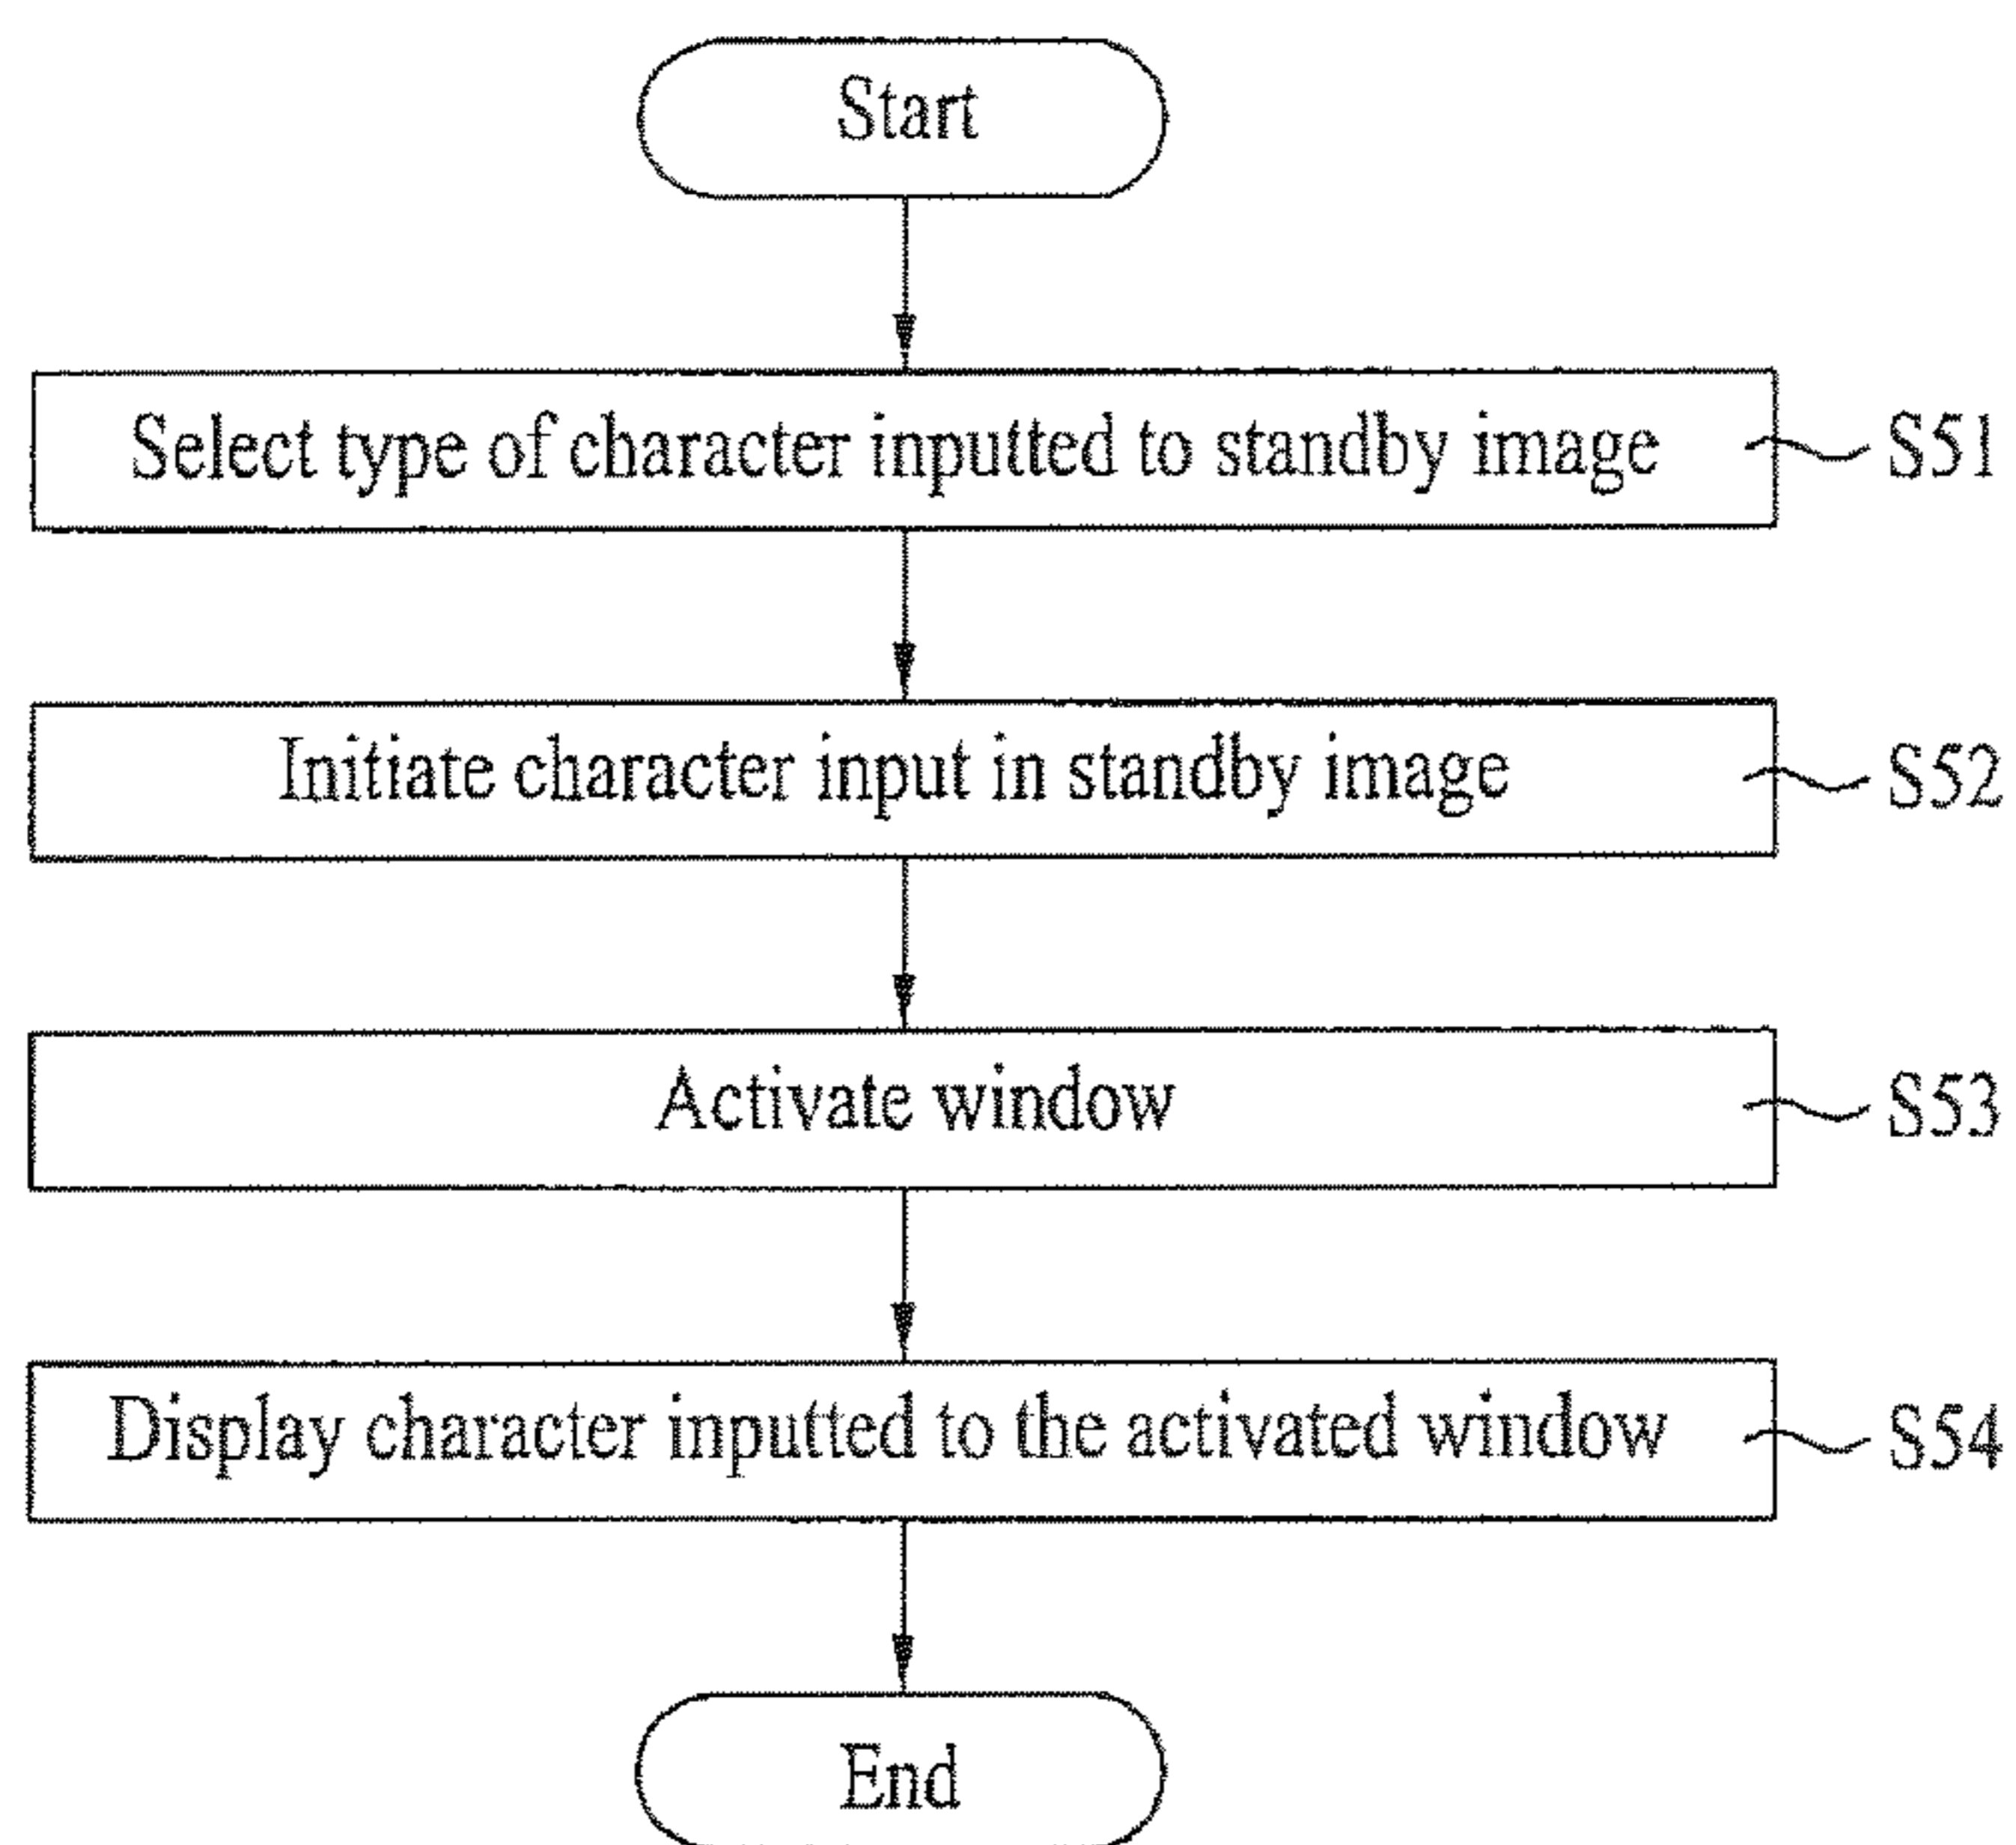 Start
Select type of character inputted to standby image S51
Initiate character input in standby image S52
Activate window S53
Display character inputted to the activated window S54
End